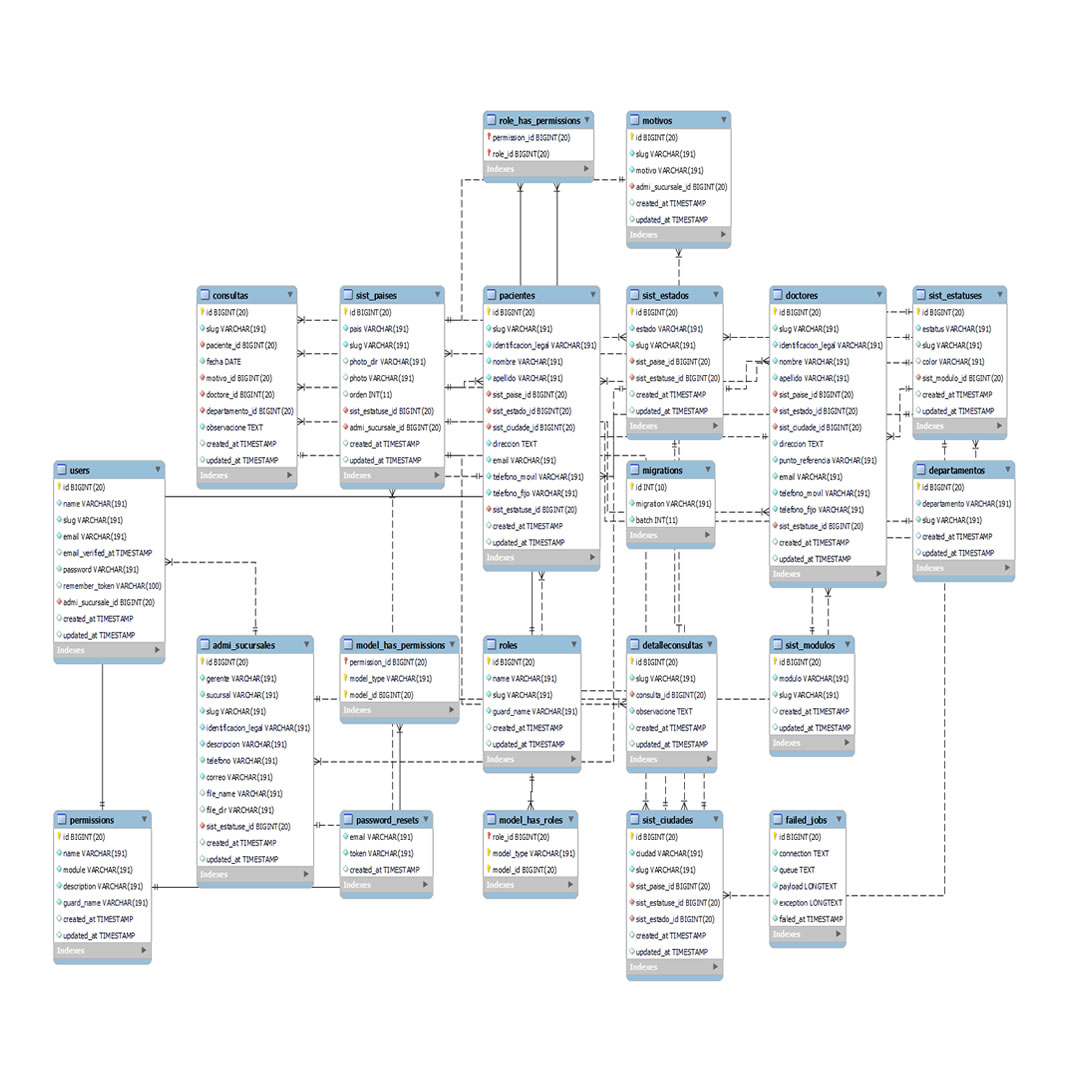 role_has_permissions
permission_id BIGINT(20)
role_id BIGINT(20)
Indexes
motivos
id BIGINT(20)
slug VARCHAR(191)
motivo VARCHAR(191)
admi_sucursale_id BIGINT(20)
created_at TIMESTAMP
updated_at TIMESTAMP
Indexes
consultas
id BIGINT(20)
slug VARCHAR(191)
paciente_id BIGINT(20)
fecha DATE
motivo_id BIGINT(20)
doctore_id BIGINT(20)
departamento_id BIGINT(20)
observacione TEXT
created_at TIMESTAMP
updated_at TIMESTAMP
Indexes
sist_paises
id BIGINT(20)
pais VARCHAR(191)
slug VARCHAR(191)
photo_dir VARCHAR(191)
photo VARCHAR(191)
orden INT(11)
sist_estatuse_id BIGINT(20)
admi_sucursale_id BIGINT(20)
created_at TIMESTAMP
updated_at TIMESTAMP
Indexes
pacientes
id BIGINT(20)
slug VARCHAR(191)
identificacion_legal VARCHAR(191)
nombre VARCHAR(191)
apellido VARCHAR(191)
sist_paise_id BIGINT(20)
sist_estado_id BIGINT(20)
sist_ciudade_id BIGINT(20)
direccion TEXT
email VARCHAR(191)
telefono_movil VARCHAR(191)
telefono_fijo VARCHAR(191)
sist_estatuse_id BIGINT(20)
created_at TIMESTAMP
updated_at TIMESTAMP
Indexes
sist_estados
id BIGINT(20)
estado VARCHAR(191)
slug VARCHAR(191)
sist_paise_id BIGINT(20)
sist_estatuse_id BIGINT(20)
created_at TIMESTAMP
updated_at TIMESTAMP
Indexes
doctores
id BIGINT(20)
slug VARCHAR(191)
identificacion_legal VARCHAR(191)
nombre VARCHAR(191)
apellido VARCHAR(191)
sist_paise_id BIGINT(20)
sist_estado_id BIGINT(20)
sist_ciudade_id BIGINT(20)
direccion TEXT
punto_referencia VARCHAR(191)
email VARCHAR(191)
telefono_movil VARCHAR(191)
telefono_fijo VARCHAR(191)
sist_estatuse_id BIGINT(20)
created_at TIMESTAMP
updated_at TIMESTAMP
Indexes
sist_estatuses
id BIGINT(20)
estatus VARCHAR(191)
slug VARCHAR(191)
color VARCHAR(191)
sist_modulo_id BIGINT(20)
created_at TIMESTAMP
updated_at TIMESTAMP
Indexes
users
id BIGINT(20)
name VARCHAR(191)
slug VARCHAR(191)
email VARCHAR(191)
email_verified_at TIMESTAMP
password VARCHAR(191)
remember_token VARCHAR(100)
admi_sucursale_id BIGINT(20)
created_at TIMESTAMP
updated_at TIMESTAMP
Indexes
migrations
id INT(10)
migration VARCHAR(191)
batch INT(11)
Indexes
departamentos
id BIGINT(20)
departamento VARCHAR(191)
slug VARCHAR(191)
created_at TIMESTAMP
updated_at TIMESTAMP
Indexes
admi_sucursales
id BIGINT(20)
gerente VARCHAR(191)
sucursal VARCHAR(191)
slug VARCHAR(191)
identificacion_legal VARCHAR(191)
descripcion VARCHAR(191)
telefono VARCHAR(191)
correo VARCHAR(191)
file_name VARCHAR(191)
file_dir VARCHAR(191)
sist_estatuse_id BIGINT(20)
created_at TIMESTAMP
updated_at TIMESTAMP
Indexes
model_has_permissions
permission_id BIGINT(20)
model_type VARCHAR(191)
model_id BIGINT(20)
Indexes
roles
id BIGINT(20)
name VARCHAR(191)
slug VARCHAR(191)
guard_name VARCHAR(191)
created_at TIMESTAMP
updated_at TIMESTAMP
Indexes
detalleconsultas
id BIGINT(20)
slug VARCHAR(191)
consulta_id BIGINT(20)
observacione TEXT
created_at TIMESTAMP
updated_at TIMESTAMP
Indexes
sist_modulos
id BIGINT(20)
modulo VARCHAR(191)
slug VARCHAR(191)
created_at TIMESTAMP
updated_at TIMESTAMP
Indexes
permissions
id BIGINT(20)
name VARCHAR(191)
module VARCHAR(191)
description VARCHAR(191)
guard_name VARCHAR(191)
created_at TIMESTAMP
updated_at TIMESTAMP
Indexes
password_resets
email VARCHAR(191)
token VARCHAR(191)
created_at TIMESTAMP
Indexes
model_has_roles
role_id BIGINT(20)
model_type VARCHAR(191)
model_id BIGINT(20)
Indexes
sist_ciudades
id BIGINT(20)
ciudad VARCHAR(191)
slug VARCHAR(191)
sist_paise_id BIGINT(20)
sist_estatuse_id BIGINT(20)
sist_estado_id BIGINT(20)
created_at TIMESTAMP
updated_at TIMESTAMP
Indexes
failed_jobs
id BIGINT(20)
connection TEXT
queue TEXT
payload LONGTEXT
exception LONGTEXT
failed_at TIMESTAMP
Indexes